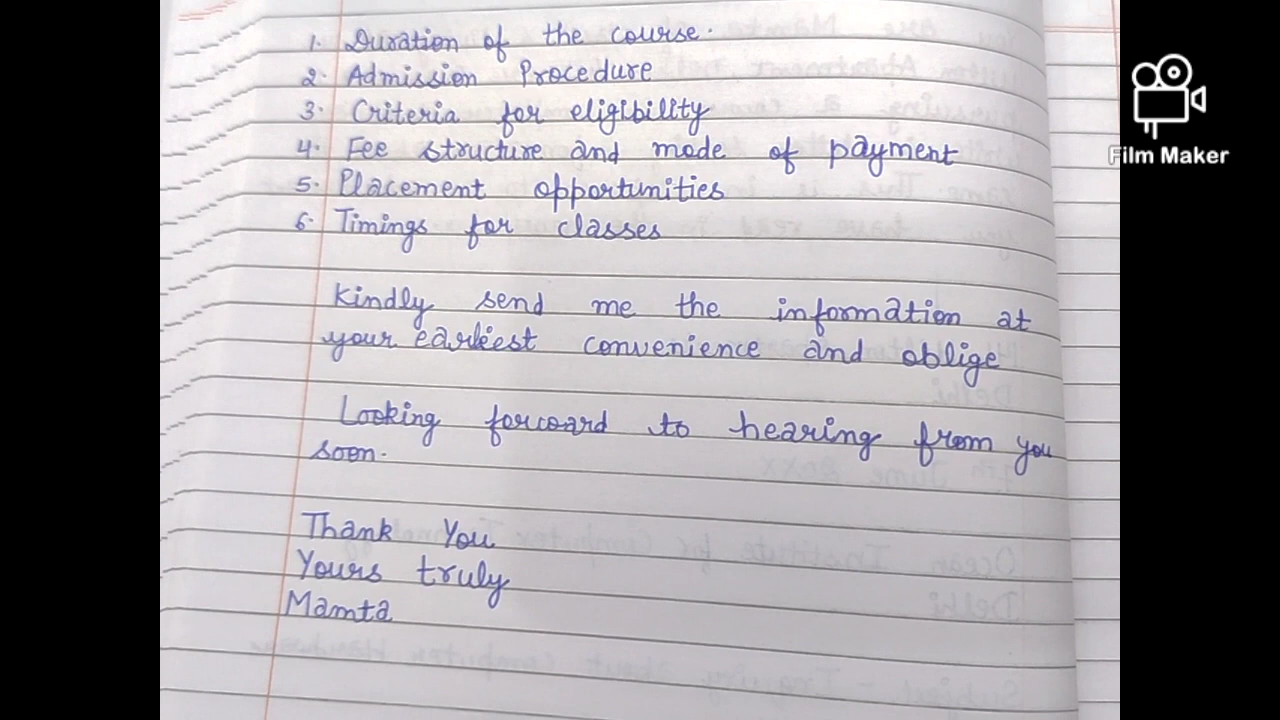 1. Duration of the course.
2. Admission Procedure
3. Criteria for eligibility
4. Fee structure and mode of payment
5. Placement opportunities
6. Timings for classes
Kindly send me the information at
your earliest convenience and oblige
Looking forward to hearing from you
soon.
Thank You
Yours truly
Mamta
Film Maker